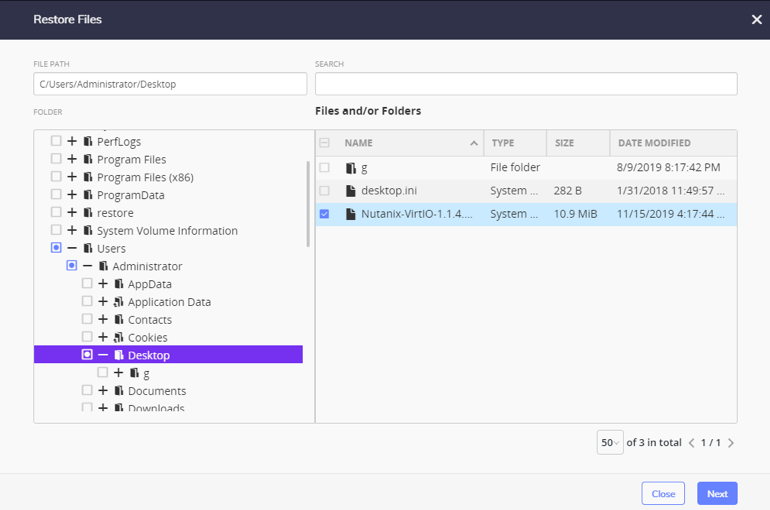 Restore Files
FILE PATH
SEARCH
C/Users/Administrator/Desktop
FOLDER
Files and/or Folders
PerfLogs
Program Files
Program Files (x86)
ProgramData
restore
System Volume Information
Users
Administrator
AppData
Application Data
Contacts
Cookies
Desktop
g
Documents
Downloads
NAME TYPE SIZE DATE MODIFIED
g File folder 8/9/2019 8:17:42 PM
desktop.ini System ... 282 B 1/31/2018 11:49:57 ...
Nutanix-VirtIO-1.1.4.... System ... 10.9 MiB 11/15/2019 4:17:44 ...
50 of 3 in total 1 / 1
Close Next